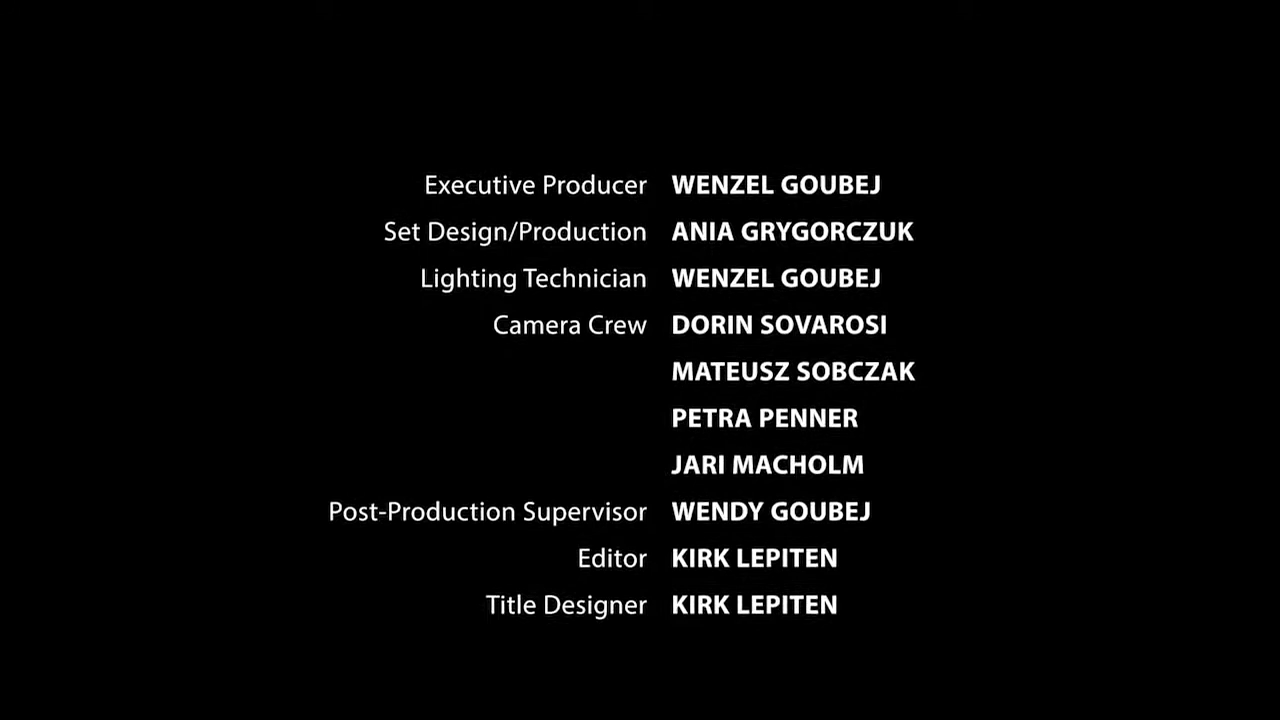 Executive Producer WENZEL GOUBEJ
Set Design/Production ANIA GRYGORCZUK
Lighting Technician WENZEL GOUBEJ
Camera Crew DORIN SOVAROSI
MATEUSZ SOBCZAK
PETRA PENNER
JARI MACHOLM
Post-Production Supervisor WENDY GOUBEJ
Editor KIRK LEPITEN
Title Designer KIRK LEPITEN